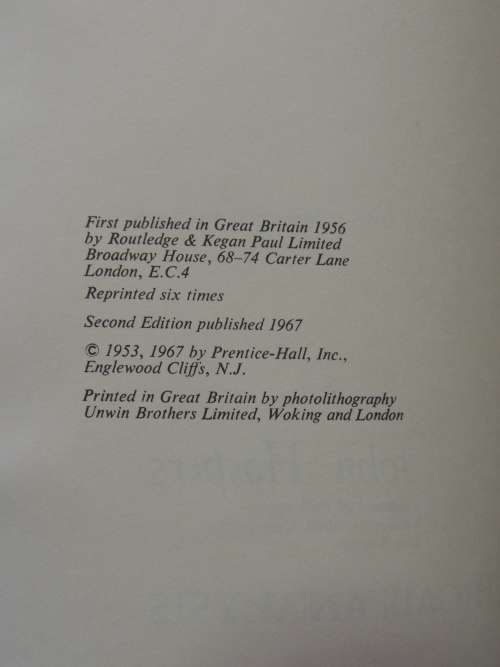 First published in Great Britain 1956
by Routledge & Kegan Paul Limited
Broadway House, 68–74 Carter Lane
London, E.C.4
Reprinted six times
Second Edition published 1967
© 1953, 1967 by Prentice-Hall, Inc.,
Englewood Cliffs, N.J.
Printed in Great Britain by photolithography
Unwin Brothers Limited, Woking and London